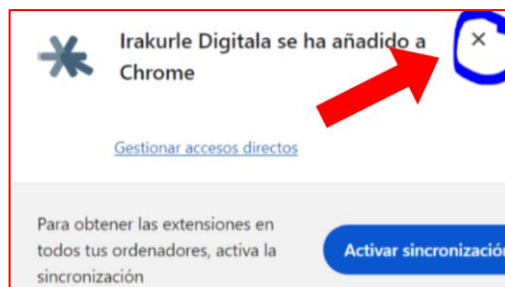 Irakurle Digitala se ha añadido a
Chrome
Gestionar accesos directos
Para obtener las extensiones en
todos tus ordenadores, activa la
sincronización
Activar sincronización